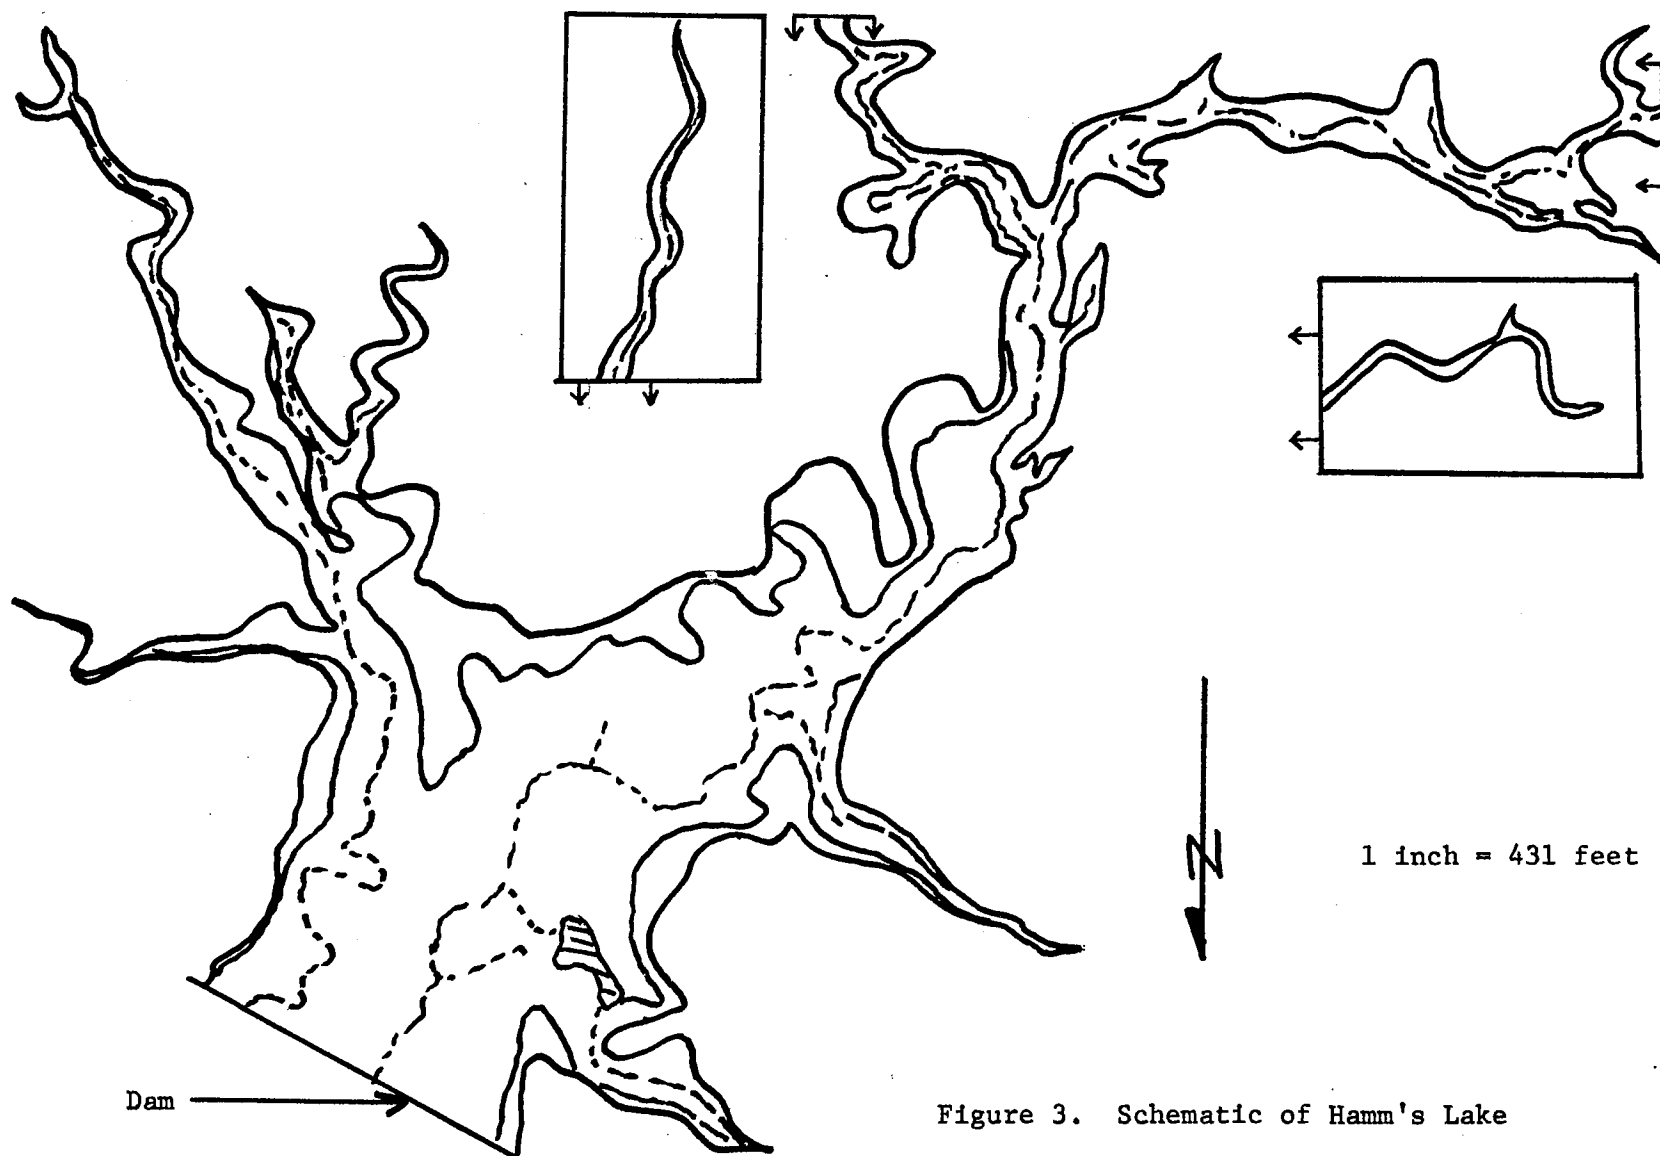 N
1 inch = 431 feet
Dam
Figure 3. Schematic of Hamm's Lake